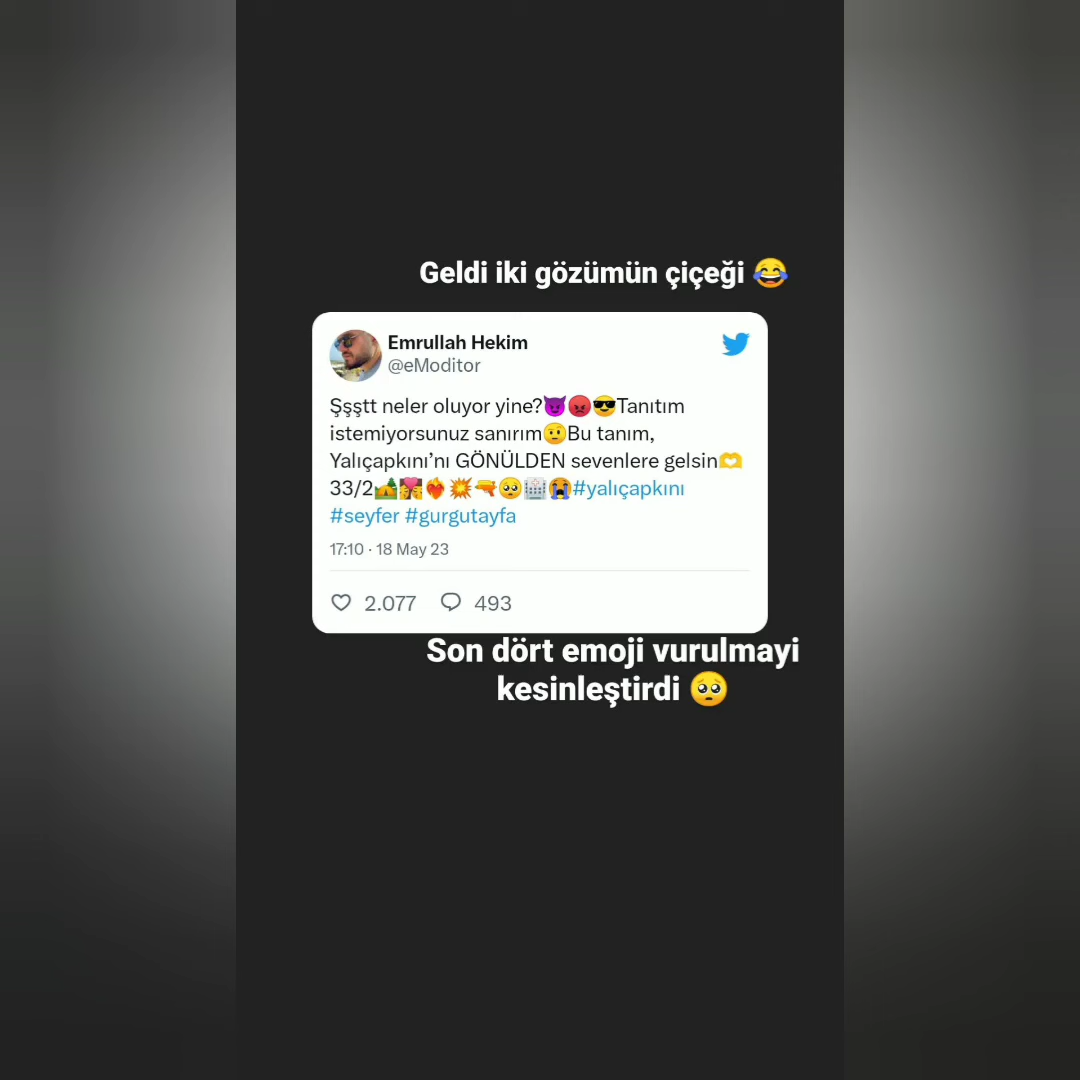 Geldi iki gözümün çiçeği 😂
Emrullah Hekim
@eModitor
Şşştt neler oluyor yine?😈😡😎Tanıtım
istemiyorsunuz sanırım🤨Bu tanım,
Yalıçapkını’nı GÖNÜLDEN sevenlere gelsin🫶
33/2🏕️👩‍❤️‍💋‍👨❤️‍🔥💥🔫🥺🏥😭#yalıçapkını
#seyfer #gurgutayfa
17:10 · 18 May 23
2.077 493
Son dört emoji vurulmayi
kesinleştirdi 🥺